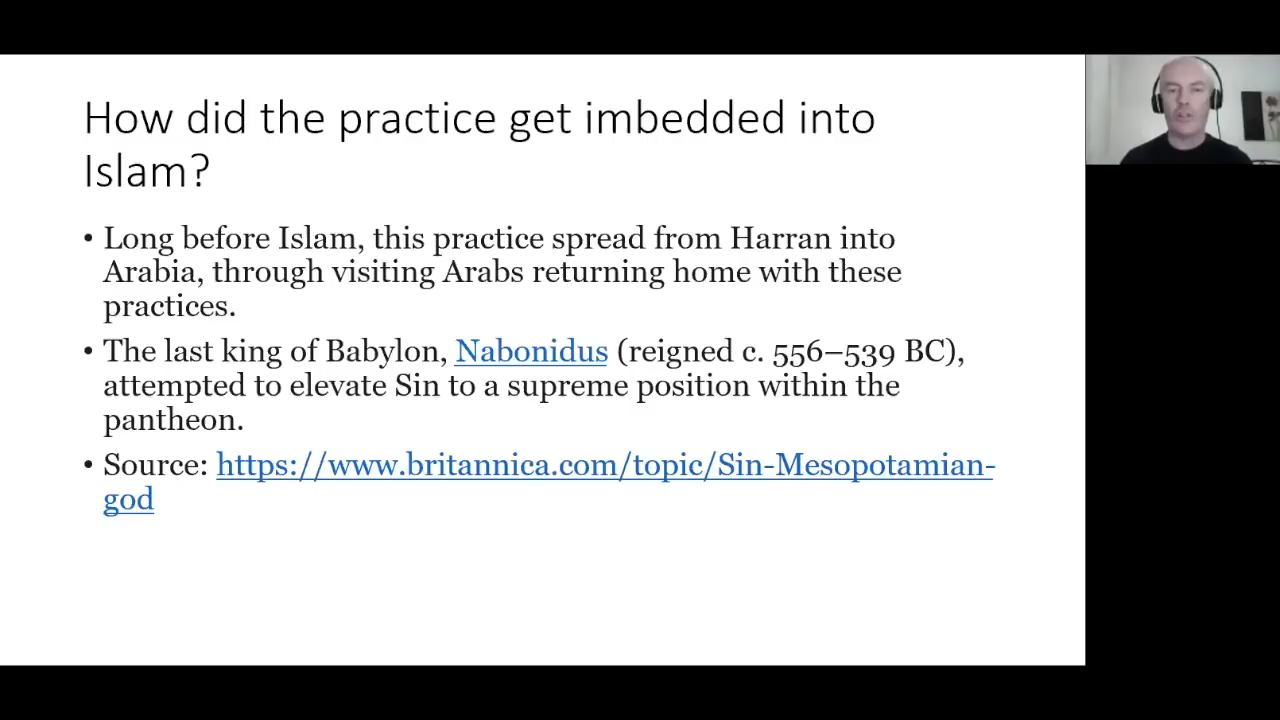 How did the practice get imbedded into
Islam?
• Long before Islam, this practice spread from Harran into
Arabia, through visiting Arabs returning home with these
practices.
• The last king of Babylon, Nabonidus (reigned c. 556–539 BC),
attempted to elevate Sin to a supreme position within the
pantheon.
• Source: https://www.britannica.com/topic/Sin-Mesopotamian-
god